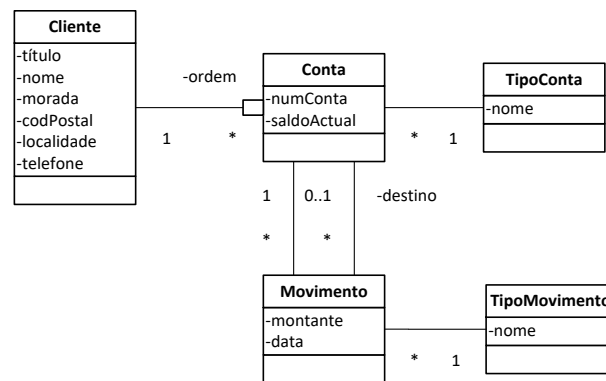 Cliente
-título
-nome
-morada
-codPostal
-localidade
-telefone
-ordem
1
*
Conta
-numConta
-saldoActual
*
1
TipoConta
-nome
1
0..1
-destino
*
*
Movimento
-montante
-data
*
1
TipoMovimento
-nome